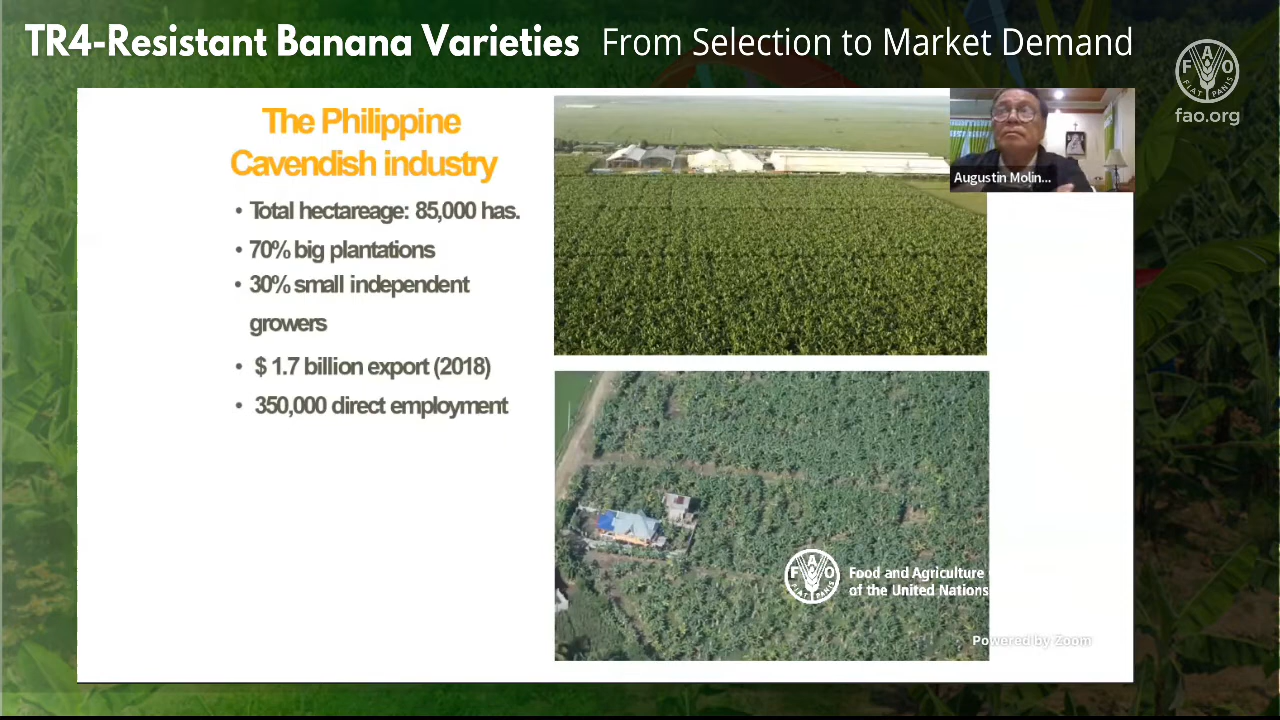 TR4-Resistant Banana Varieties From Selection to Market Demand
FAO
FIAT PANIS
fao.org
The Philippine
Cavendish industry
• Total hectareage: 85,000 has.
• 70% big plantations
• 30% small independent
growers
• $ 1.7 billion export (2018)
• 350,000 direct employment
Augustin Molin...
FAO
FIAT PANIS
Food and Agriculture
of the United Nations
Powered by Zoom